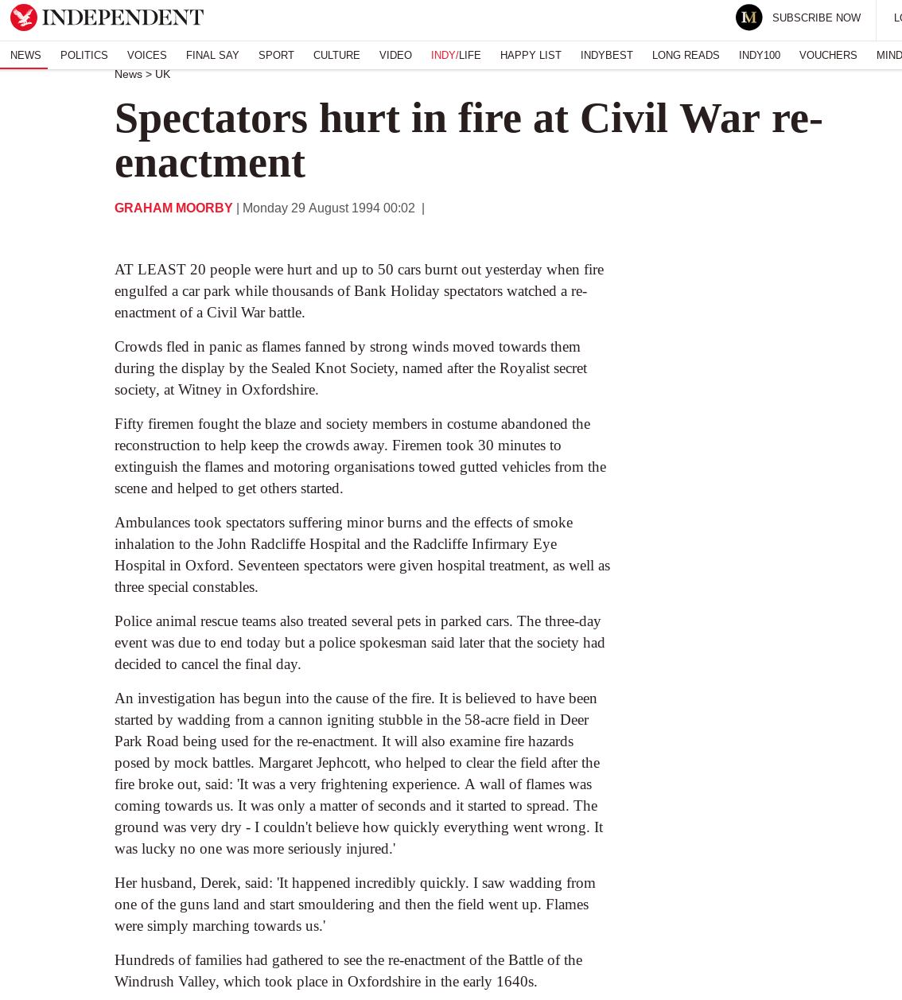 INDEPENDENT
SUBSCRIBE NOW
NEWS POLITICS VOICES FINAL SAY SPORT CULTURE VIDEO INDY/LIFE HAPPY LIST INDYBEST LONG READS INDY100 VOUCHERS MIND
News > UK
Spectators hurt in fire at Civil War re-
enactment
GRAHAM MOORBY | Monday 29 August 1994 00:02 |
AT LEAST 20 people were hurt and up to 50 cars burnt out yesterday when fire
engulfed a car park while thousands of Bank Holiday spectators watched a re-
enactment of a Civil War battle.
Crowds fled in panic as flames fanned by strong winds moved towards them
during the display by the Sealed Knot Society, named after the Royalist secret
society, at Witney in Oxfordshire.
Fifty firemen fought the blaze and society members in costume abandoned the
reconstruction to help keep the crowds away. Firemen took 30 minutes to
extinguish the flames and motoring organisations towed gutted vehicles from the
scene and helped to get others started.
Ambulances took spectators suffering minor burns and the effects of smoke
inhalation to the John Radcliffe Hospital and the Radcliffe Infirmary Eye
Hospital in Oxford. Seventeen spectators were given hospital treatment, as well as
three special constables.
Police animal rescue teams also treated several pets in parked cars. The three-day
event was due to end today but a police spokesman said later that the society had
decided to cancel the final day.
An investigation has begun into the cause of the fire. It is believed to have been
started by wadding from a cannon igniting stubble in the 58-acre field in Deer
Park Road being used for the re-enactment. It will also examine fire hazards
posed by mock battles. Margaret Jephcott, who helped to clear the field after the
fire broke out, said: 'It was a very frightening experience. A wall of flames was
coming towards us. It was only a matter of seconds and it started to spread. The
ground was very dry - I couldn't believe how quickly everything went wrong. It
was lucky no one was more seriously injured.'
Her husband, Derek, said: 'It happened incredibly quickly. I saw wadding from
one of the guns land and start smouldering and then the field went up. Flames
were simply marching towards us.'
Hundreds of families had gathered to see the re-enactment of the Battle of the
Windrush Valley, which took place in Oxfordshire in the early 1640s.